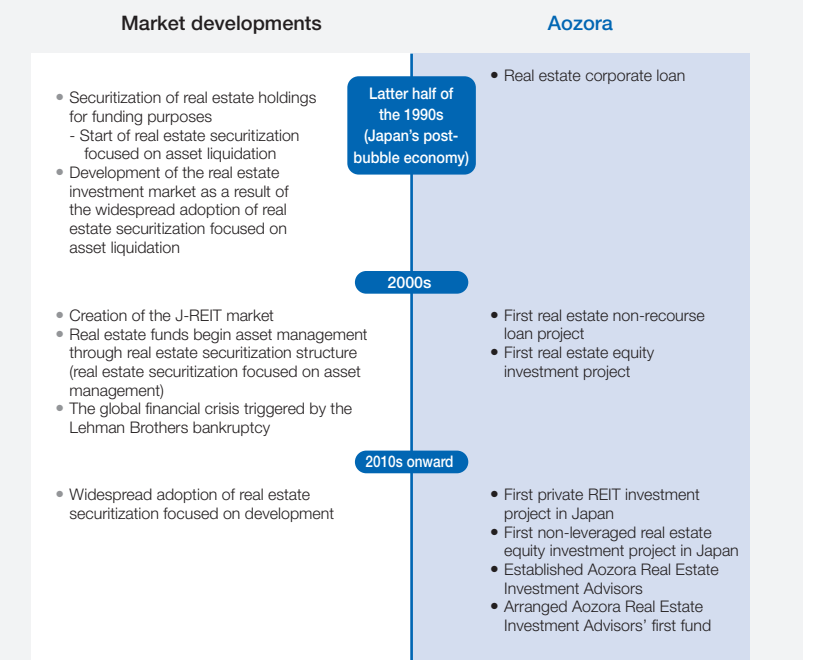 Market developments
Aozora
Latter half of
the 1990s
(Japan's post-
bubble economy)
• Securitization of real estate holdings
for funding purposes
- Start of real estate securitization
focused on asset liquidation
• Development of the real estate
investment market as a result of
the widespread adoption of real
estate securitization focused on
asset liquidation
• Real estate corporate loan
2000s
• Creation of the J-REIT market
• Real estate funds begin asset management
through real estate securitization structure
(real estate securitization focused on asset
management)
• The global financial crisis triggered by the
Lehman Brothers bankruptcy
• First real estate non-recourse
loan project
• First real estate equity
investment project
2010s onward
• Widespread adoption of real estate
securitization focused on development
• First private REIT investment
project in Japan
• First non-leveraged real estate
equity investment project in Japan
• Established Aozora Real Estate
Investment Advisors
• Arranged Aozora Real Estate
Investment Advisors' first fund